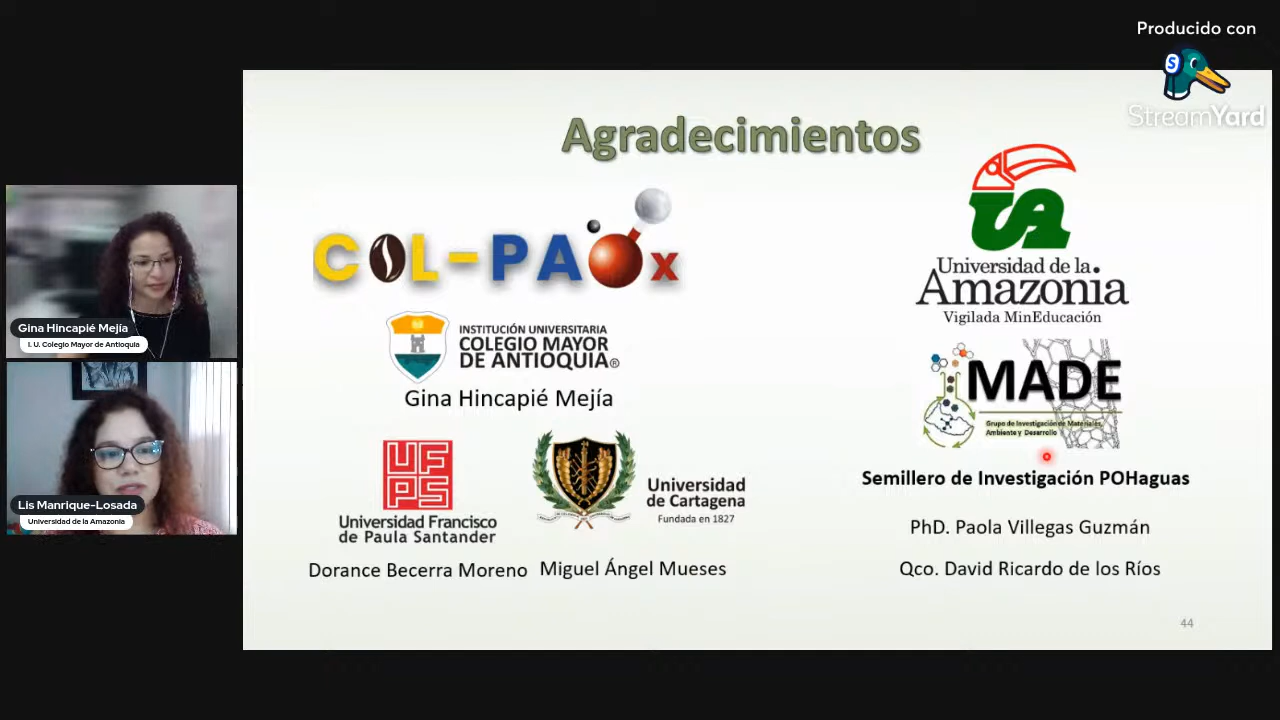 Producido con
StreamYard
Agradecimientos
COL-PAOx
Universidad de la
Amazonia
Vigilada MinEducación
INSTITUCIÓN UNIVERSITARIA
COLEGIO MAYOR
DE ANTIOQUIA®
Gina Hincapié Mejía
MADE
Grupo de Investigación de Materiales,
Ambiente y Desarrollo
Semillero de Investigación POHaguas
UF
PS
Universidad Francisco
de Paula Santander
Universidad
de Cartagena
Fundada en 1827
PhD. Paola Villegas Guzmán
Dorance Becerra Moreno
Miguel Ángel Mueses
Qco. David Ricardo de los Ríos
44
Gina Hincapié Mejía
I. U. Colegio Mayor de Antioquia
Lis Manrique-Losada
Universidad de la Amazonia